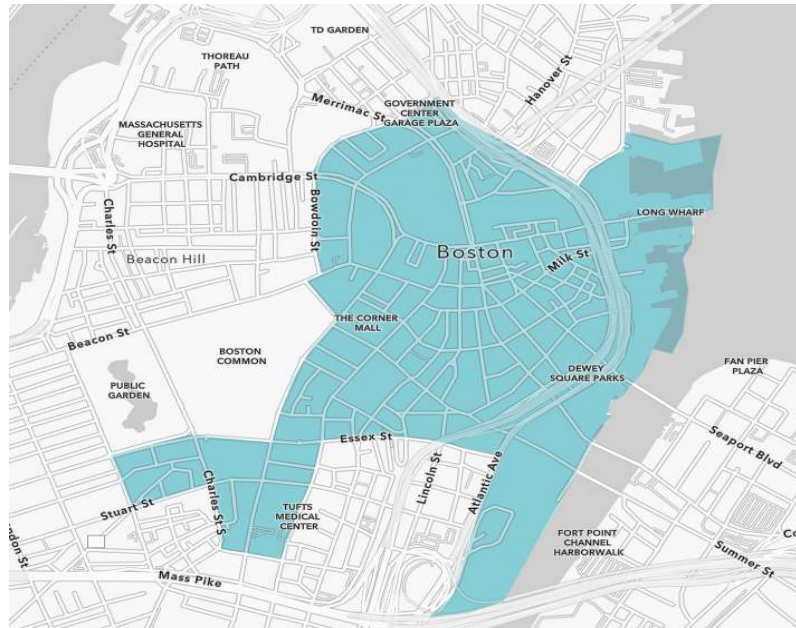 TD GARDEN
THOREAU
PATH
Hanover St
Merrimac St
GOVERNMENT
CENTER
GARAGE PLAZA
MASSACHUSETTS
GENERAL
HOSPITAL
Cambridge St
Charles St
Bowdoin St
LONG WHARF
Boston
Beacon Hill
Milk St
THE CORNER
MALL
Beacon St
BOSTON
COMMON
DEWEY
SQUARE PARKS
FAN PIER
PLAZA
PUBLIC
GARDEN
Essex St
Seaport Blvd
Lincoln St
Atlantic Ave
Charles St S
Stuart St
TUFTS
MEDICAL
CENTER
FORT POINT
CHANNEL
HARBORWALK
Summer St
Mass Pike